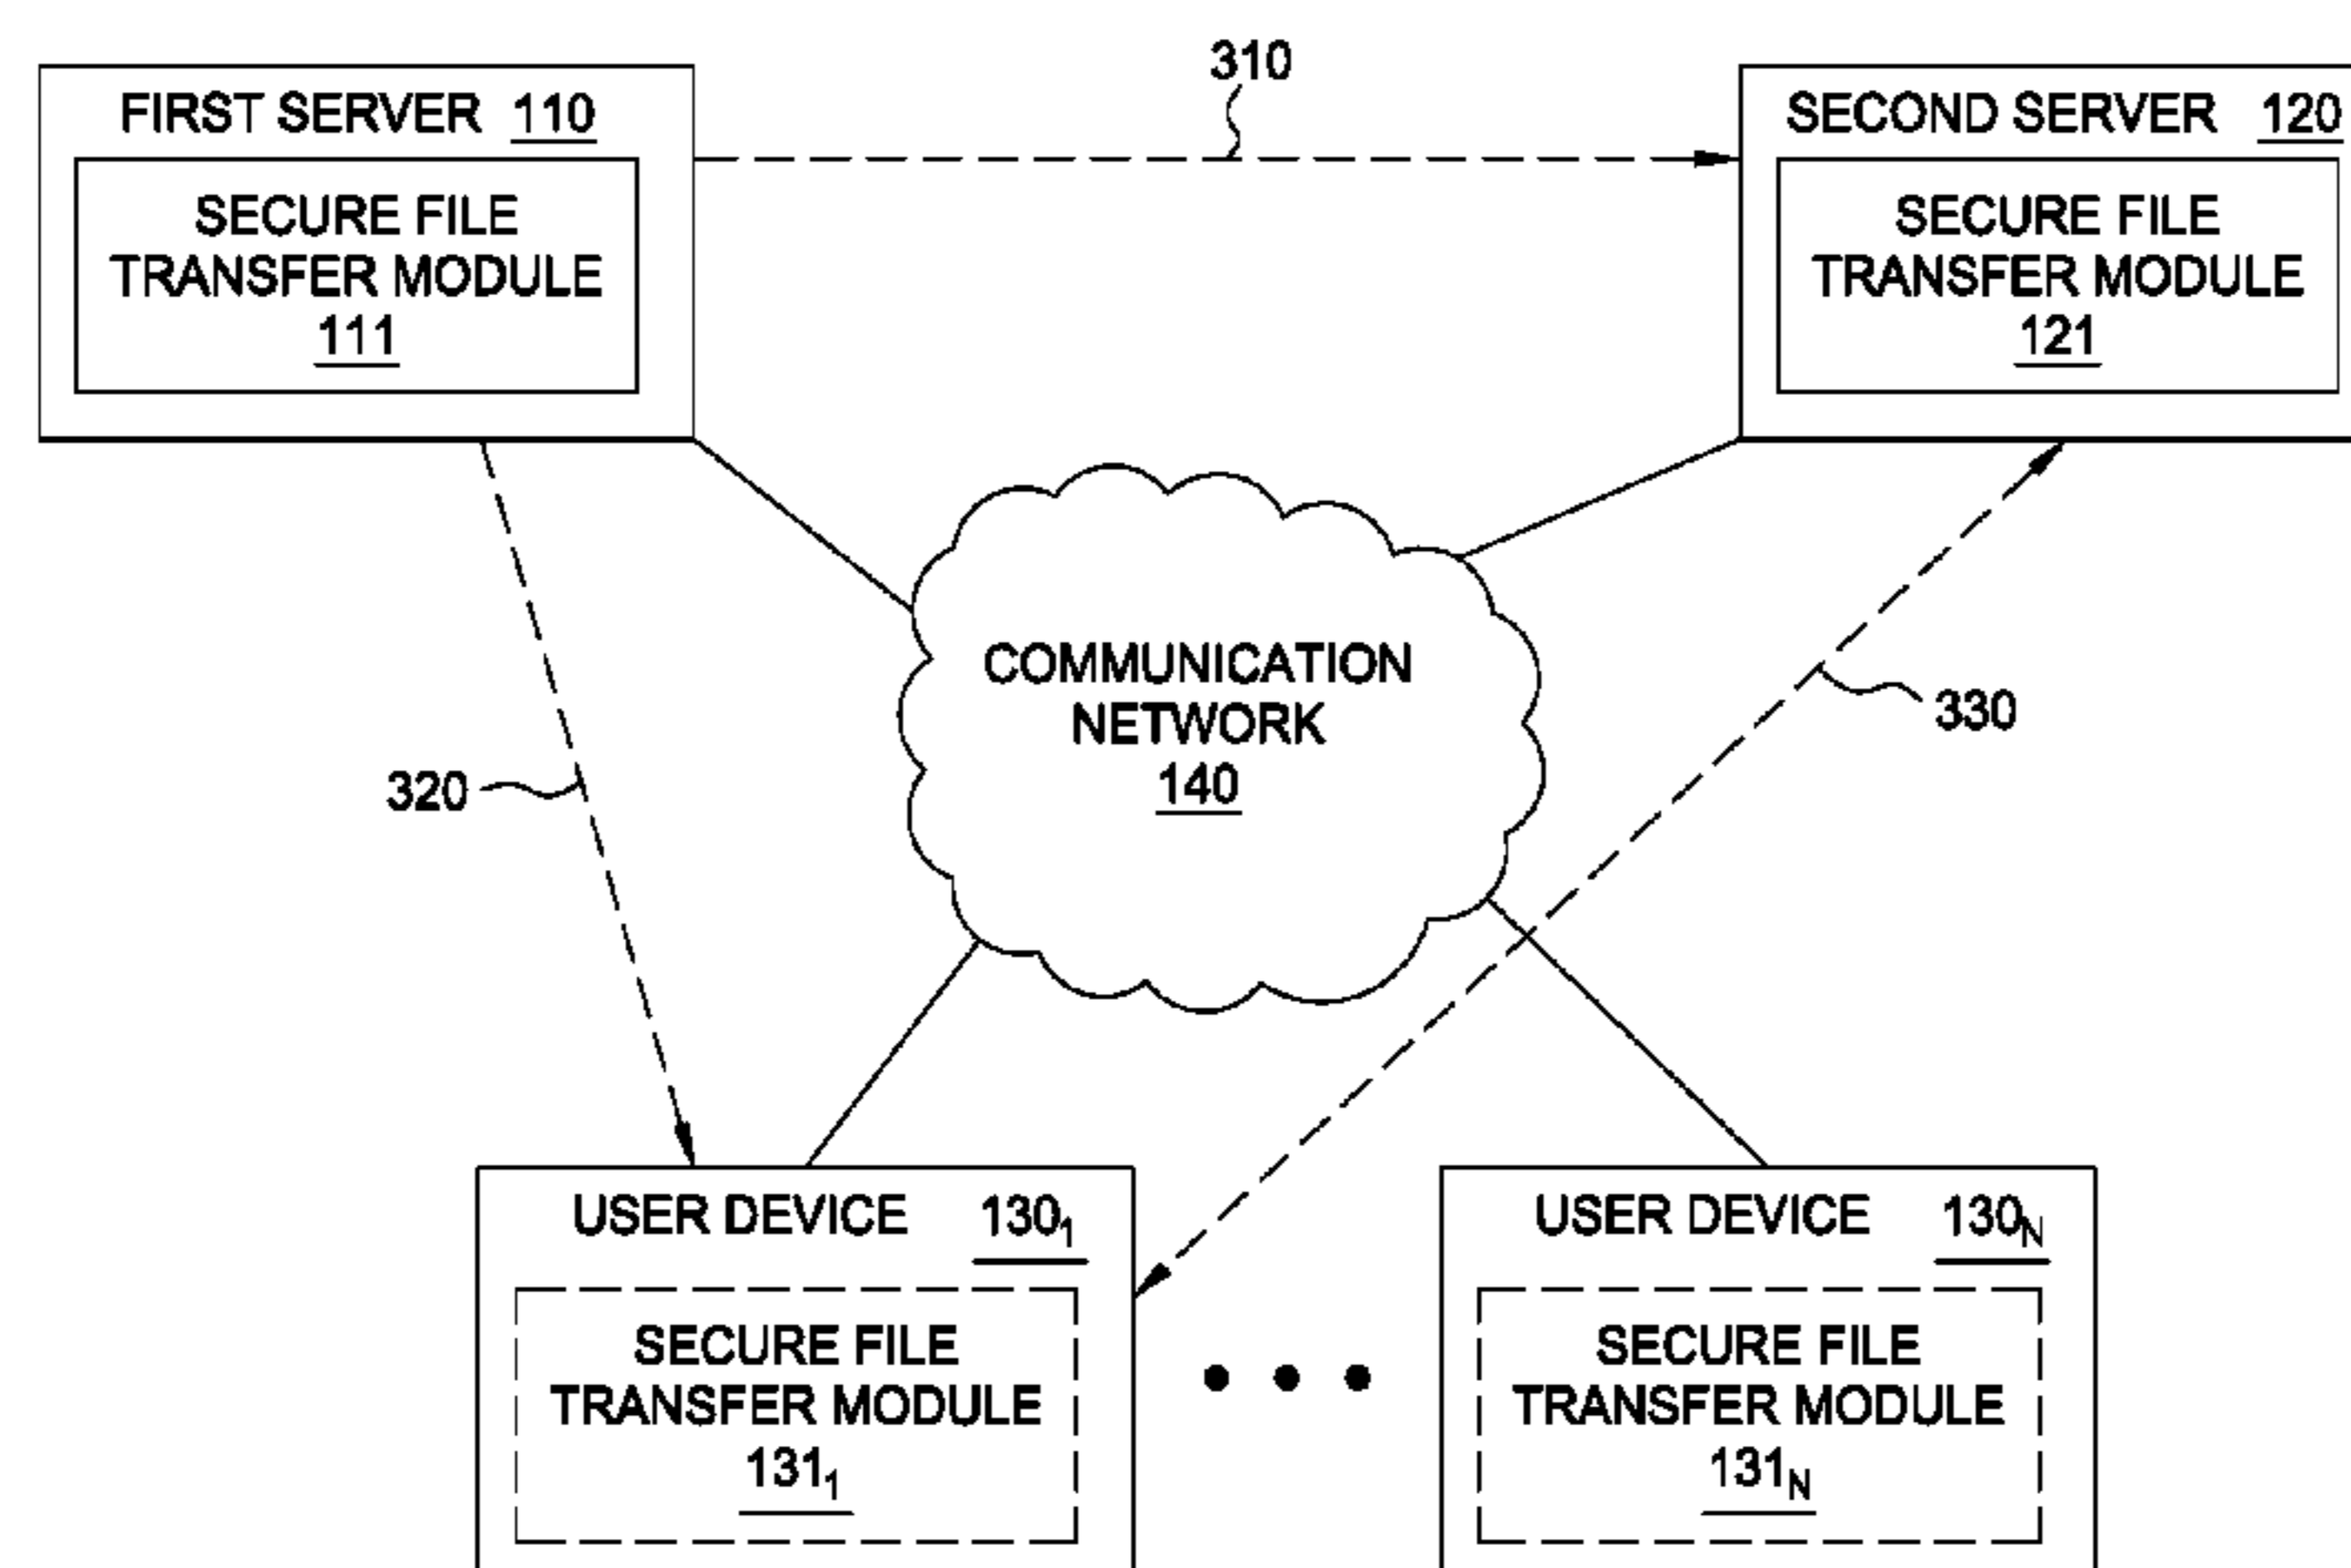 310
FIRST SERVER 110
SECURE FILE
TRANSFER MODULE
111
SECOND SERVER 120
SECURE FILE
TRANSFER MODULE
121
COMMUNICATION
NETWORK
140
320
330
USER DEVICE 130₁
SECURE FILE
TRANSFER MODULE
131₁
USER DEVICE 130N
SECURE FILE
TRANSFER MODULE
131N